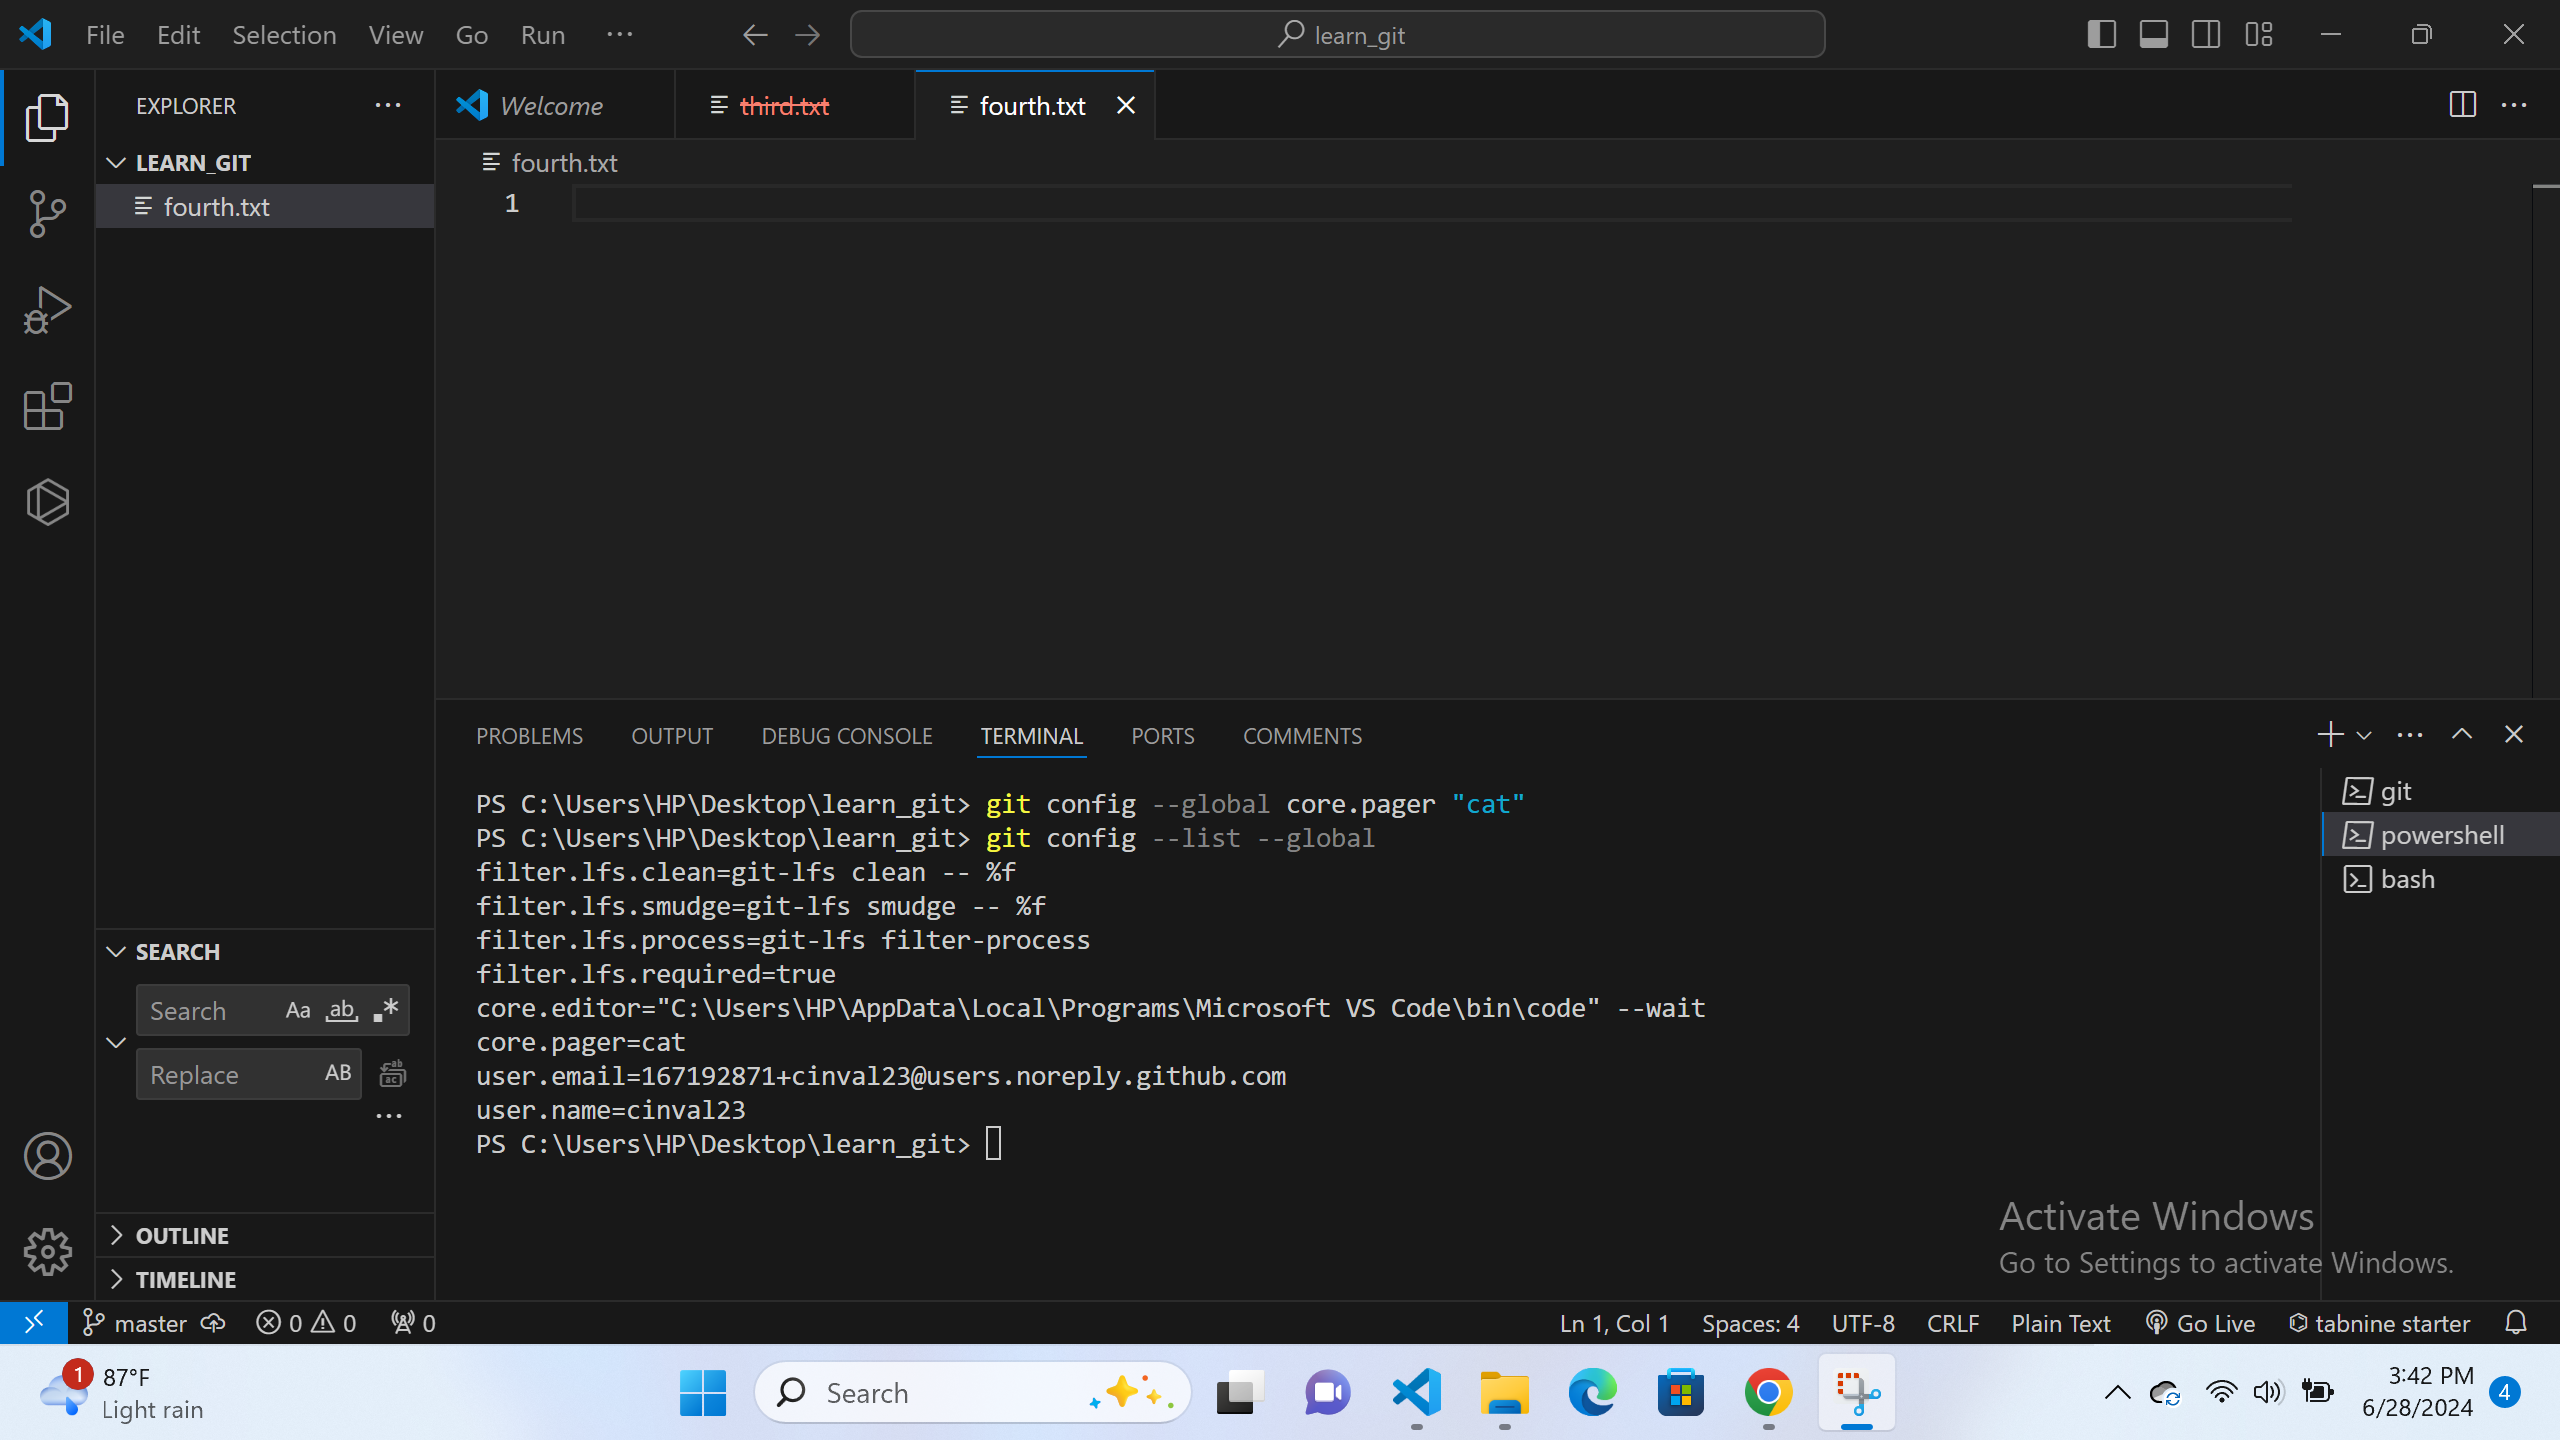 File Edit Selection View Go Run ···
learn_git
EXPLORER ···
Welcome
third.txt
fourth.txt
LEARN_GIT
fourth.txt
fourth.txt
1
PROBLEMS OUTPUT DEBUG CONSOLE TERMINAL PORTS COMMENTS
PS C:\Users\HP\Desktop\learn_git> git config --global core.pager "cat"
PS C:\Users\HP\Desktop\learn_git> git config --list --global
filter.lfs.clean=git-lfs clean -- %f
filter.lfs.smudge=git-lfs smudge -- %f
filter.lfs.process=git-lfs filter-process
filter.lfs.required=true
core.editor="C:\Users\HP\AppData\Local\Programs\Microsoft VS Code\bin\code" --wait
core.pager=cat
user.email=167192871+cinval23@users.noreply.github.com
user.name=cinval23
PS C:\Users\HP\Desktop\learn_git>
git
powershell
bash
SEARCH
Search Aa ab .*
Replace AB
OUTLINE
TIMELINE
Activate Windows
Go to Settings to activate Windows.
master 0 0 0
Ln 1, Col 1 Spaces: 4 UTF-8 CRLF Plain Text Go Live tabnine starter
1
87°F
Light rain
Search
3:42 PM
6/28/2024
4